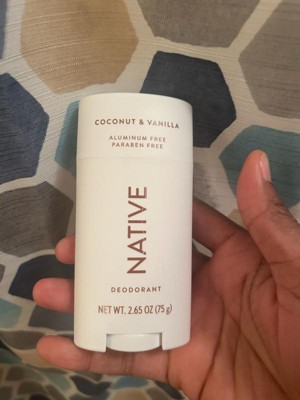 COCONUT & VANILLA
ALUMINUM FREE
PARABEN FREE
NATIVE
DEODORANT
NET WT. 2.65 OZ (75 g)